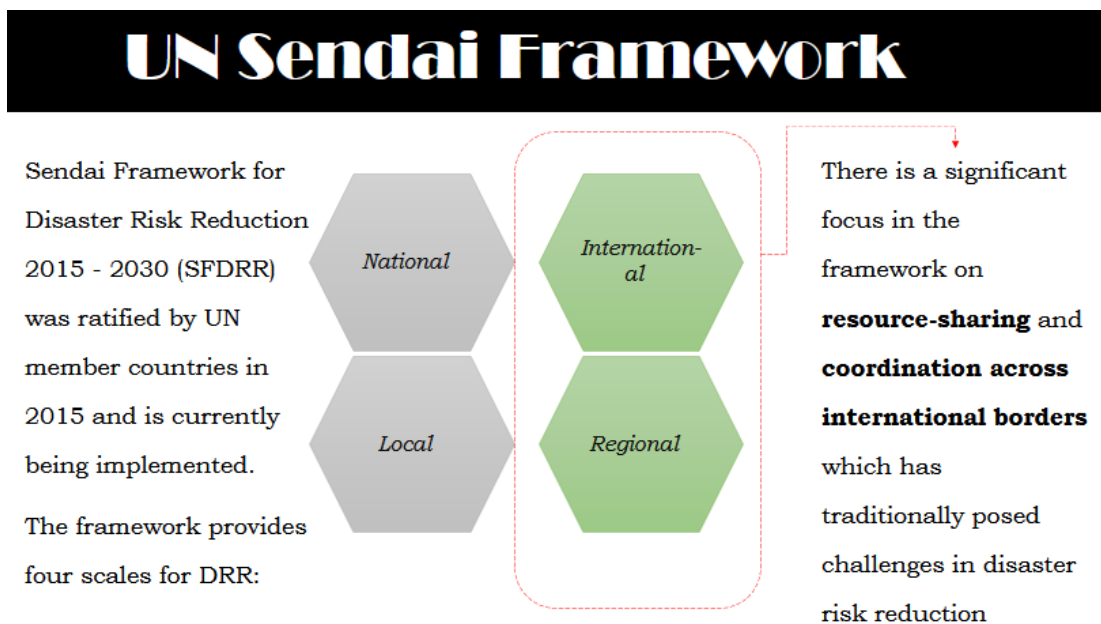 UN Sendai Framework
Sendai Framework for
Disaster Risk Reduction
2015 - 2030 (SFDRR)
was ratified by UN
member countries in
2015 and is currently
being implemented.
The framework provides
four scales for DRR:
National
Internation-
al
Local
Regional
There is a significant
focus in the
framework on
resource-sharing and
coordination across
international borders
which has
traditionally posed
challenges in disaster
risk reduction